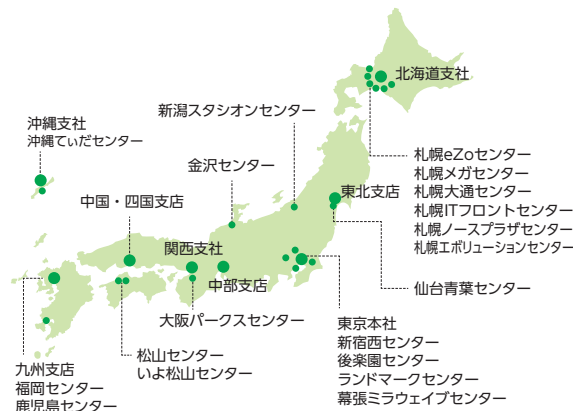 北海道支社
新潟スタシオンセンター
沖縄支社
沖縄てぃだセンター
札幌eZoセンター
札幌メガセンター
札幌大通センター
札幌ITフロントセンター
札幌ノースプラザセンター
札幌エボリューションセンター
金沢センター
東北支店
中国・四国支店
関西支社
中部支店
仙台青葉センター
大阪パークスセンター
東京本社
新宿西センター
後楽園センター
ランドマークセンター
幕張ミラウェイブセンター
松山センター
いよ松山センター
九州支店
福岡センター
鹿児島センター